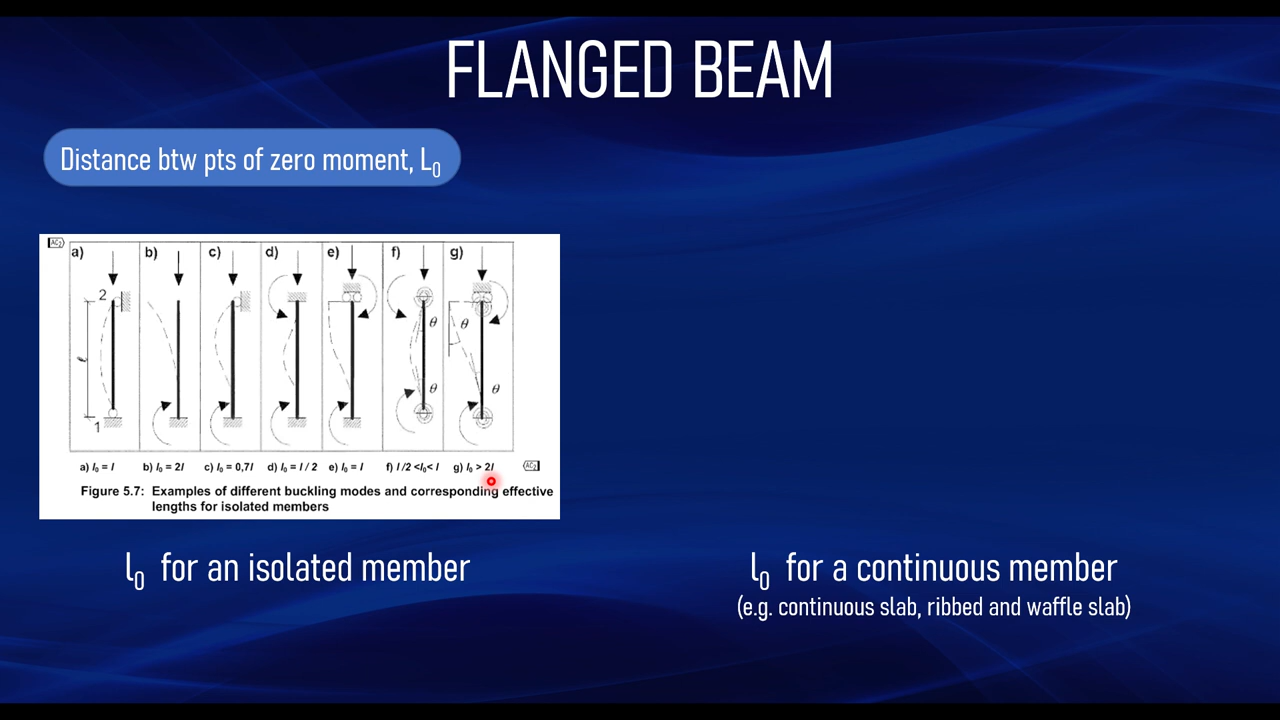 FLANGED BEAM
Distance btw pts of zero moment, L0
AC2
a) b) c) d) e) f) g)
2
θ θ
ℓ
θ θ
1
a) l0 = l b) l0 = 2l c) l0 = 0,7l d) l0 = l / 2 e) l0 = l f) l /2 <l0< l g) l0 > 2l AC2
Figure 5.7: Examples of different buckling modes and corresponding effective
lengths for isolated members
l0 for an isolated member
l0 for a continuous member
(e.g. continuous slab, ribbed and waffle slab)